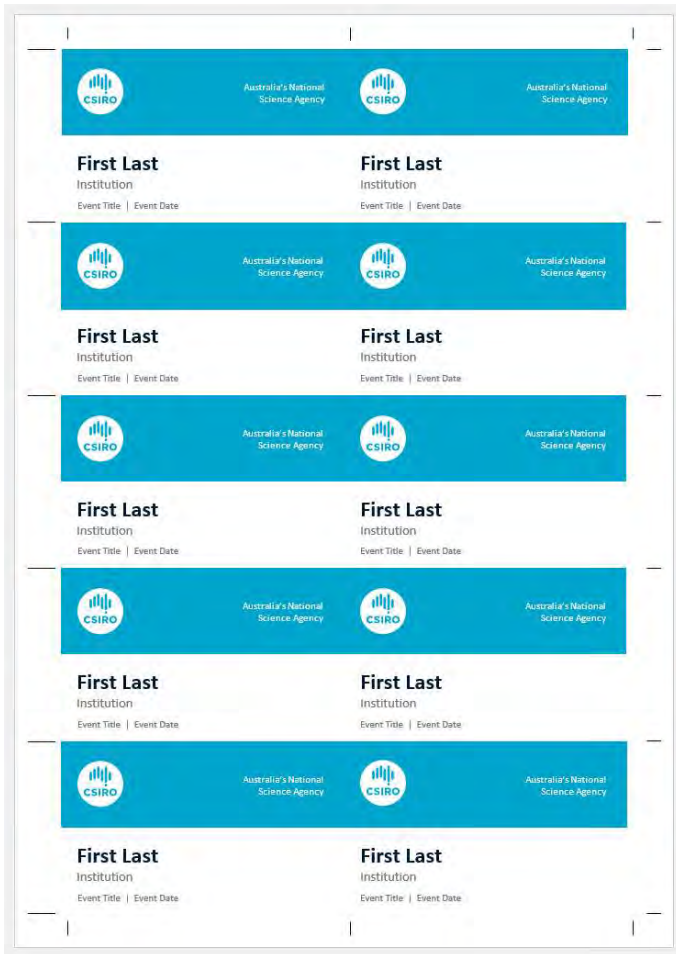 CSIRO
Australia's National
Science Agency
CSIRO
Australia's National
Science Agency
First Last
Institution
Event Title | Event Date
First Last
Institution
Event Title | Event Date
CSIRO
Australia's National
Science Agency
CSIRO
Australia's National
Science Agency
First Last
Institution
Event Title | Event Date
First Last
Institution
Event Title | Event Date
CSIRO
Australia's National
Science Agency
CSIRO
Australia's National
Science Agency
First Last
Institution
Event Title | Event Date
First Last
Institution
Event Title | Event Date
CSIRO
Australia's National
Science Agency
CSIRO
Australia's National
Science Agency
First Last
Institution
Event Title | Event Date
First Last
Institution
Event Title | Event Date
CSIRO
Australia's National
Science Agency
CSIRO
Australia's National
Science Agency
First Last
Institution
Event Title | Event Date
First Last
Institution
Event Title | Event Date